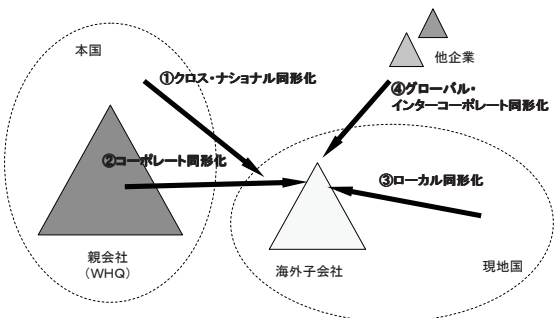 本国
他企業
①クロス・ナショナル同形化
④グローバル・
インターコーポレート同形化
②コーポレート同形化
③ローカル同形化
親会社
（WHQ）
海外子会社
現地国